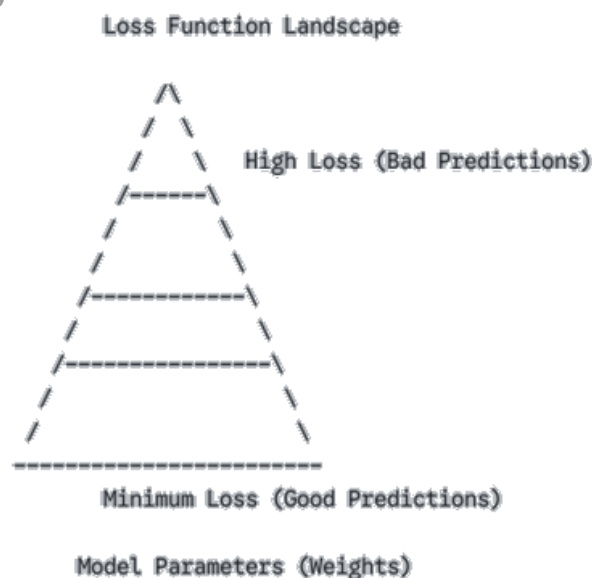 Loss Function Landscape
High Loss (Bad Predictions)
Minimum Loss (Good Predictions)
Model Parameters (Weights)